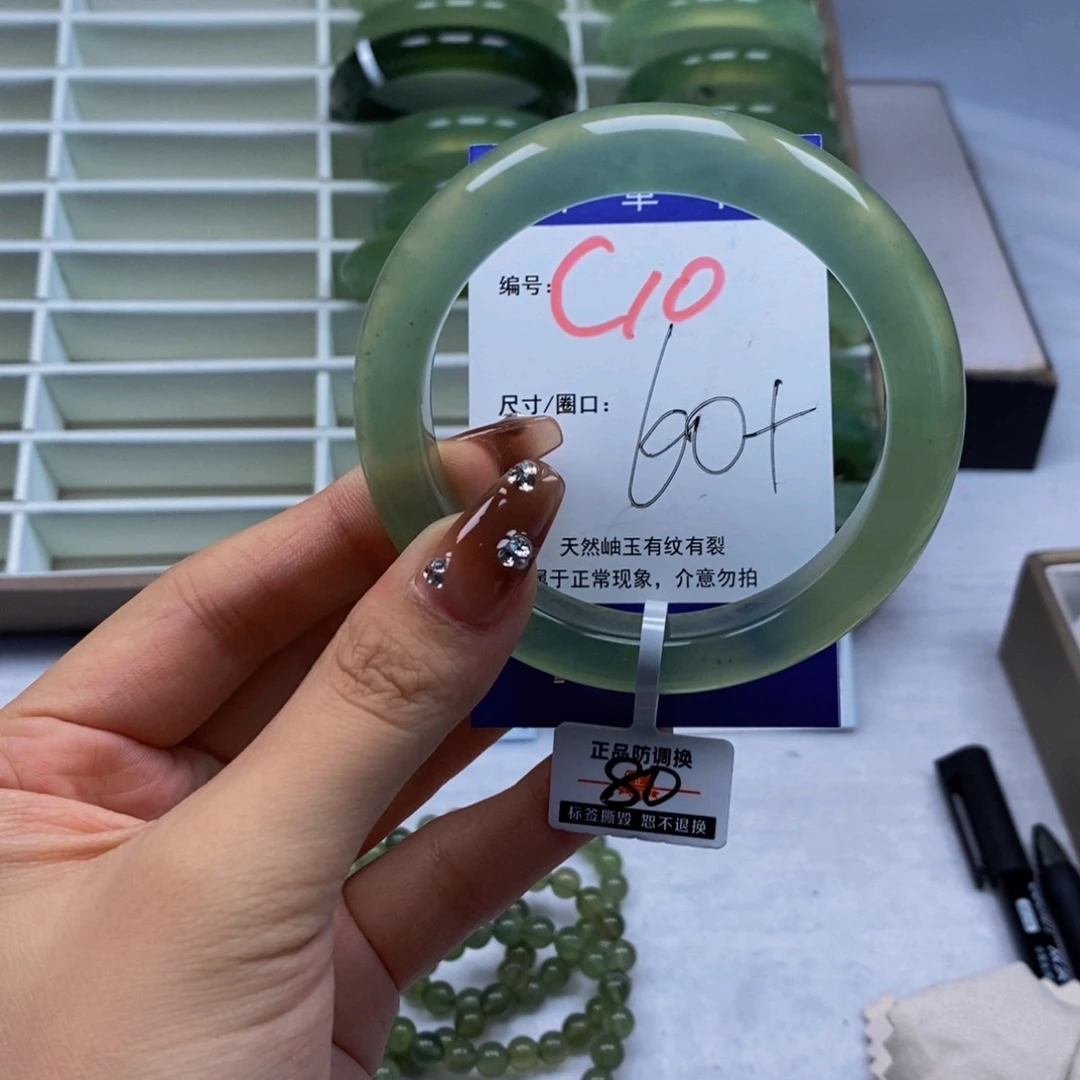 单
编号：C10
尺寸/圈口：60+
天然岫玉有纹有裂
属于正常现象，介意勿拍
正品防调换
80
标签撕毁 恕不退换